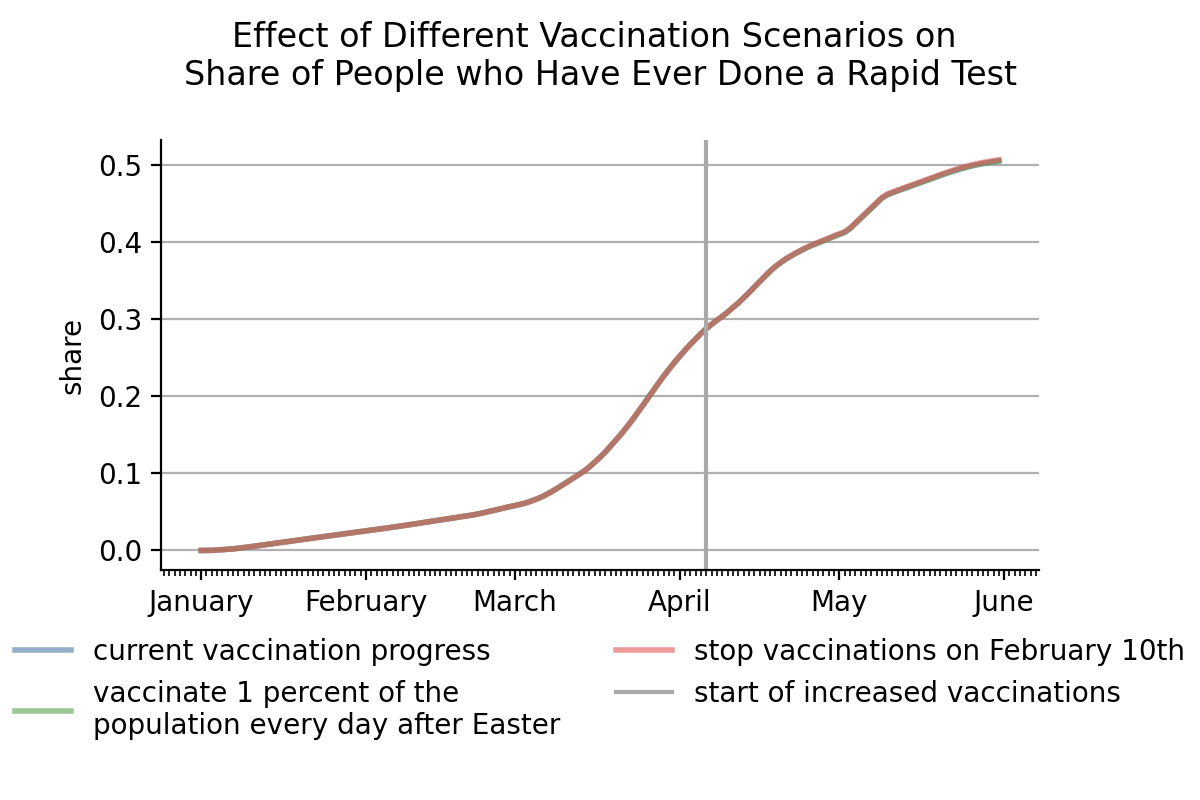 Effect of Different Vaccination Scenarios on
Share of People who Have Ever Done a Rapid Test
0.5
0.4
0.3
0.2
0.1
0.0
share
January February March April May June
current vaccination progress
vaccinate 1 percent of the
population every day after Easter
stop vaccinations on February 10th
start of increased vaccinations